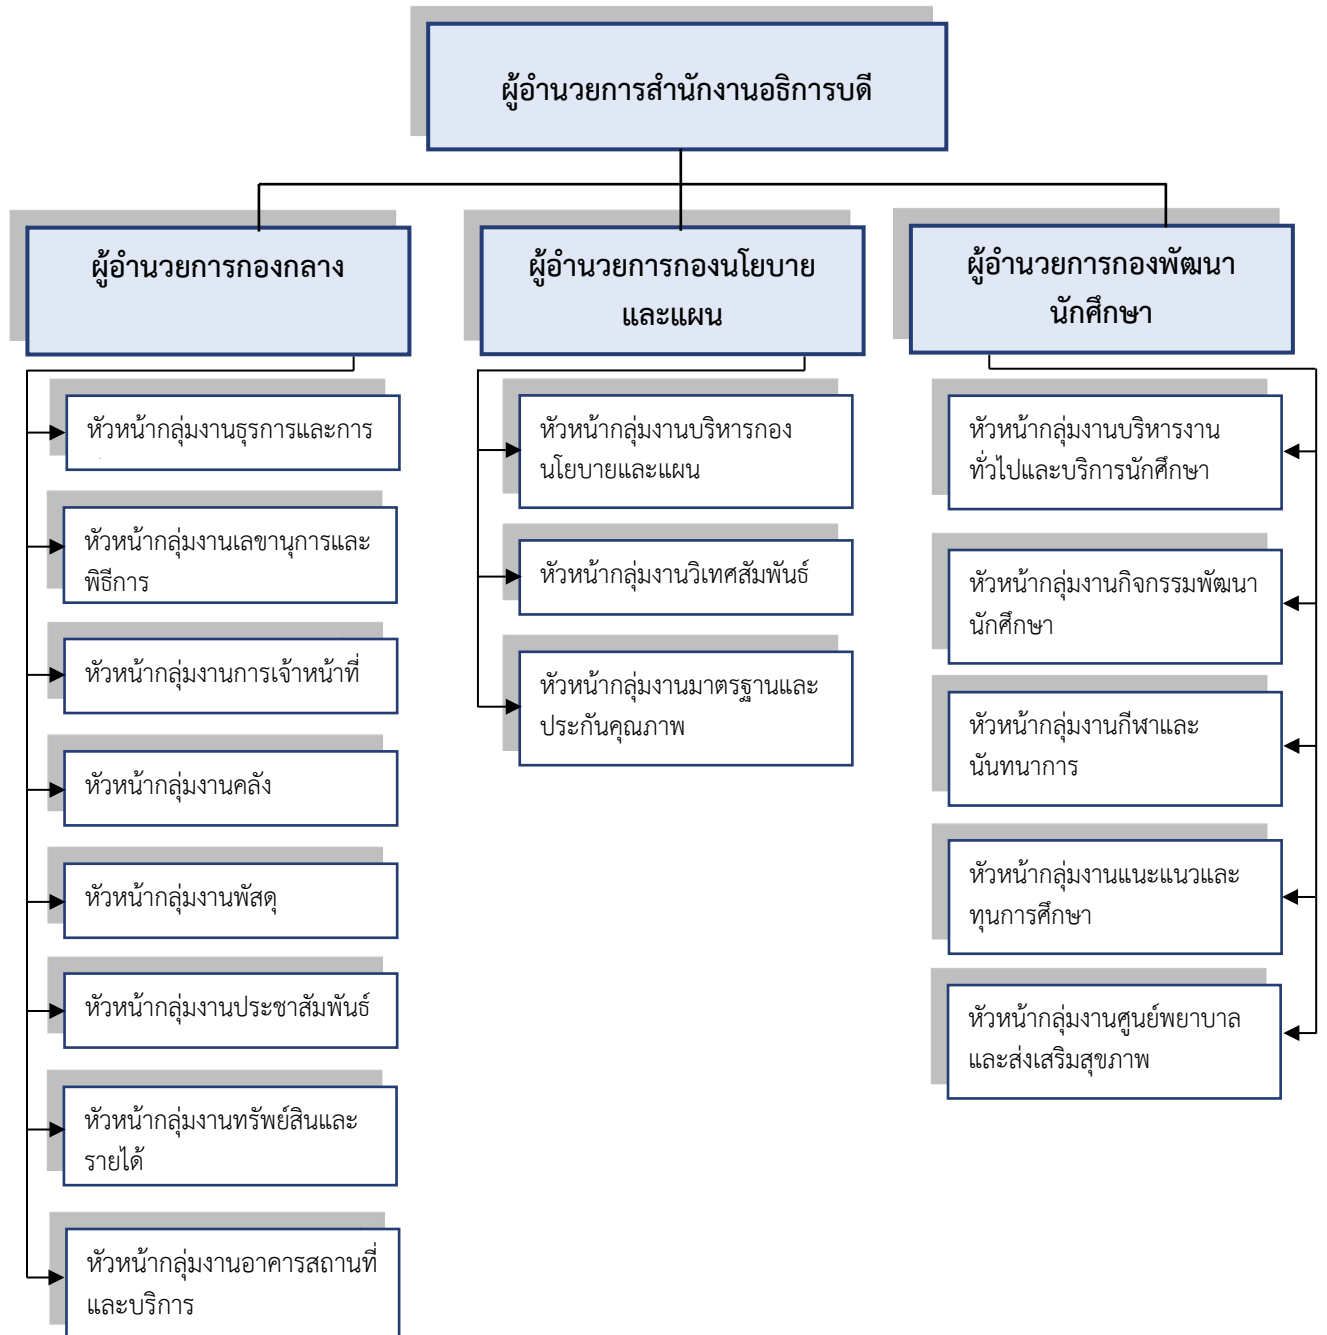 ผู้อำนวยการสำนักงานอธิการบดี
ผู้อำนวยการกองกลาง
หัวหน้ากลุ่มงานธุรการและการ
หัวหน้ากลุ่มงานเลขานุการและ
พิธีการ
หัวหน้ากลุ่มงานการเจ้าหน้าที่
หัวหน้ากลุ่มงานคลัง
หัวหน้ากลุ่มงานพัสดุ
หัวหน้ากลุ่มงานประชาสัมพันธ์
หัวหน้ากลุ่มงานทรัพย์สินและ
รายได้
หัวหน้ากลุ่มงานอาคารสถานที่
และบริการ
ผู้อำนวยการกองนโยบาย
และแผน
หัวหน้ากลุ่มงานบริหารกอง
นโยบายและแผน
หัวหน้ากลุ่มงานวิเทศสัมพันธ์
หัวหน้ากลุ่มงานมาตรฐานและ
ประกันคุณภาพ
ผู้อำนวยการกองพัฒนา
นักศึกษา
หัวหน้ากลุ่มงานบริหารงาน
ทั่วไปและบริการนักศึกษา
หัวหน้ากลุ่มงานกิจกรรมพัฒนา
นักศึกษา
หัวหน้ากลุ่มงานกีฬาและ
นันทนาการ
หัวหน้ากลุ่มงานแนะแนวและ
ทุนการศึกษา
หัวหน้ากลุ่มงานศูนย์พยาบาล
และส่งเสริมสุขภาพ